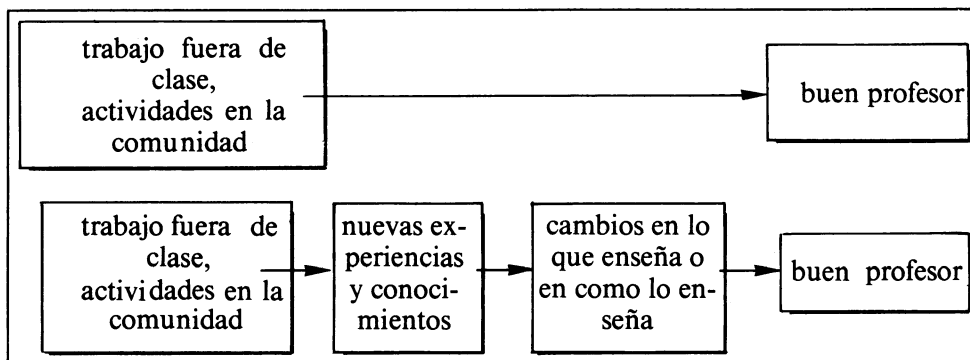 trabajo fuera de
clase,
actividades en la
comunidad
buen profesor
trabajo fuera de
clase,
actividades en la
comunidad
nuevas ex-
periencias
y conoci-
mientos
cambios en lo
que enseña o
en como lo en-
seña
buen profesor